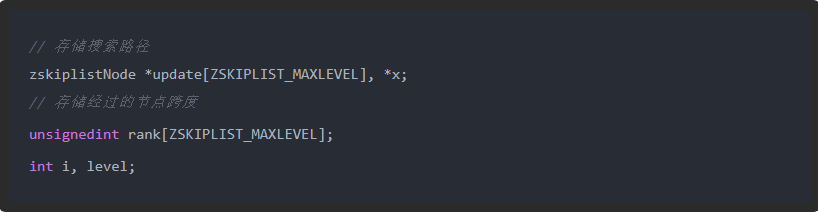 // 存储搜索路径
zskiplistNode *update[ZSKIPLIST_MAXLEVEL], *x;
// 存储经过的节点跨度
unsignedint rank[ZSKIPLIST_MAXLEVEL];
int i, level;